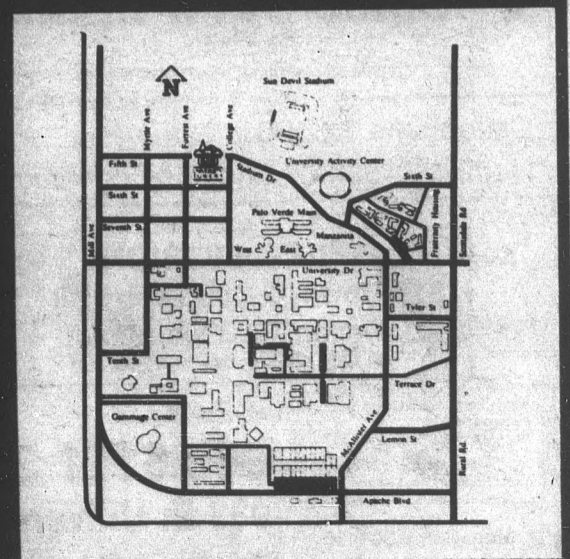 Sun Devil Stadium
N
Myrtle Ave
Forest Ave
College Ave
Fifth St
Stadium Dr
University Activity Center
Sixth St
Sixth St
Palo Verde Main
Seventh St
West
East
Manzanita
Fraternity Housing
Scottsdale Rd
Mill Ave
University Dr
Tyler St
Tenth St
Terrace Dr
Gammage Center
McAllister Ave
Lemon St
Rural Rd.
Apache Blvd